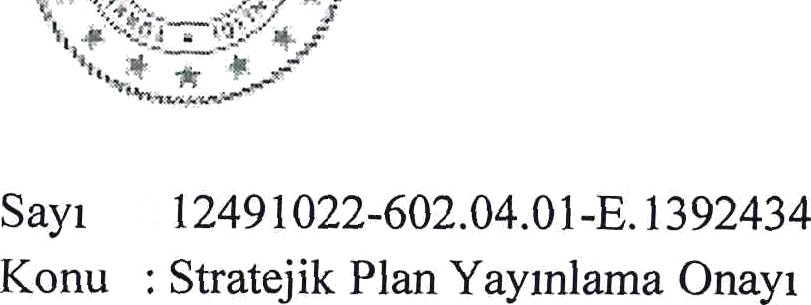 Sayı 12491022-602.04.01-E.1392434
Konu : Stratejik Plan Yayınlama Onayı